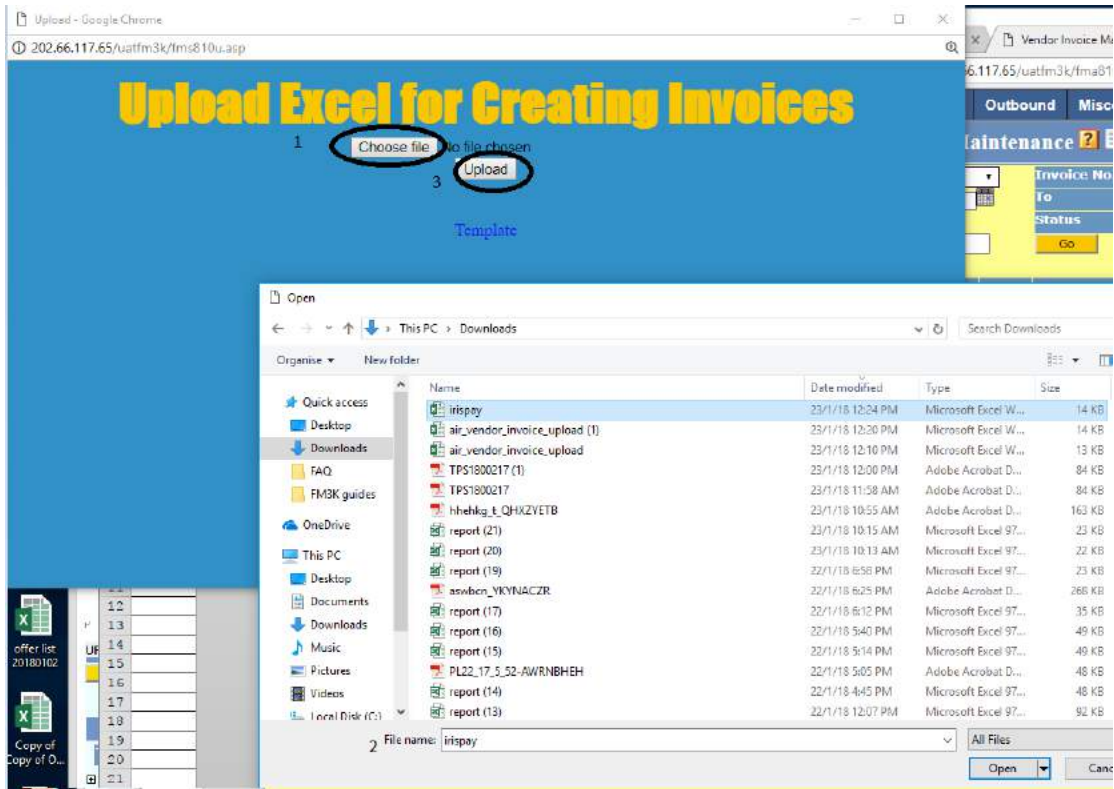 Upload - Google Chrome
202.66.117.65/uatfm3k/fms810u.asp
Upload Excel for Creating Invoices
1 Choose file No file chosen
3 Upload
Template
Vendor Invoice Ma
6.117.65/uatfm3k/fma81
Outbound Misc
aintenance ?
Invoice No
To
Status
Go
Open
This PC > Downloads
Search Downloads
Organise New folder
Name Date modified Type Size
Quick access
Desktop
Downloads
FAQ
FM3K guides
OneDrive
This PC
Desktop
Documents
Downloads
Music
Pictures
Videos
Local Disk (C:)
irispay 23/1/18 12:24 PM Microsoft Excel W... 14 KB
air_vendor_invoice_upload (1) 23/1/18 12:20 PM Microsoft Excel W... 14 KB
air_vendor_invoice_upload 23/1/18 12:10 PM Microsoft Excel W... 13 KB
TPS1800217 (1) 23/1/18 12:00 PM Adobe Acrobat D... 84 KB
TPS1800217 23/1/18 11:58 AM Adobe Acrobat D... 84 KB
hhehkg_t_QHXZYETB 23/1/18 10:55 AM Adobe Acrobat D... 163 KB
report (21) 23/1/18 10:15 AM Microsoft Excel 97... 23 KB
report (20) 23/1/18 10:13 AM Microsoft Excel 97... 22 KB
report (19) 22/1/18 6:58 PM Microsoft Excel 97... 23 KB
aswbcn_YKYNACZR 22/1/18 6:25 PM Adobe Acrobat D... 268 KB
report (17) 22/1/18 6:12 PM Microsoft Excel 97... 35 KB
report (16) 22/1/18 5:40 PM Microsoft Excel 97... 49 KB
report (15) 22/1/18 5:14 PM Microsoft Excel 97... 49 KB
PL22_17_5_52-AWRNBHEH 22/1/18 5:05 PM Adobe Acrobat D... 48 KB
report (14) 22/1/18 4:45 PM Microsoft Excel 97... 48 KB
report (13) 22/1/18 12:07 PM Microsoft Excel 97... 92 KB
2 File name: irispay All Files
Open Canc
12
13
14
15
16
17
18
19
20
21
UP
offer list
20180102
Copy of
Copy of O...